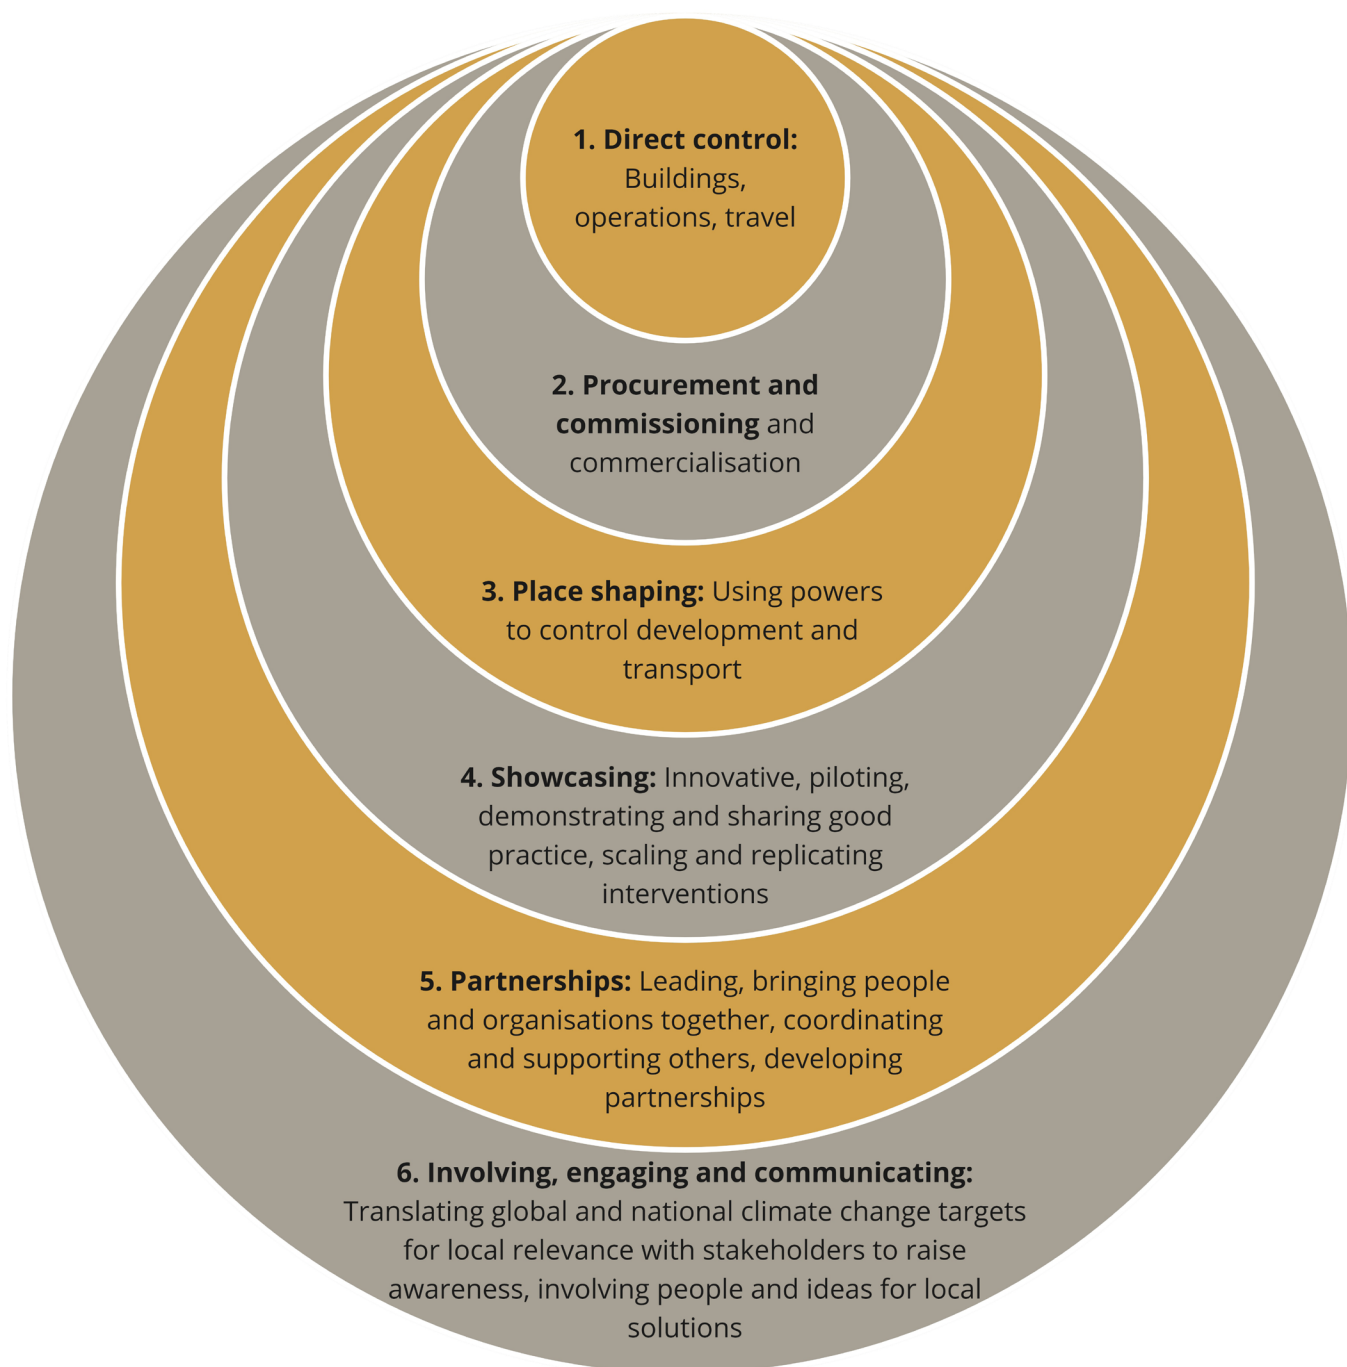 1. Direct control:
Buildings,
operations, travel
2. Procurement and
commissioning and
commercialisation
3. Place shaping: Using powers
to control development and
transport
4. Showcasing: Innovative, piloting,
demonstrating and sharing good
practice, scaling and replicating
interventions
5. Partnerships: Leading, bringing people
and organisations together, coordinating
and supporting others, developing
partnerships
6. Involving, engaging and communicating:
Translating global and national climate change targets
for local relevance with stakeholders to raise
awareness, involving people and ideas for local
solutions